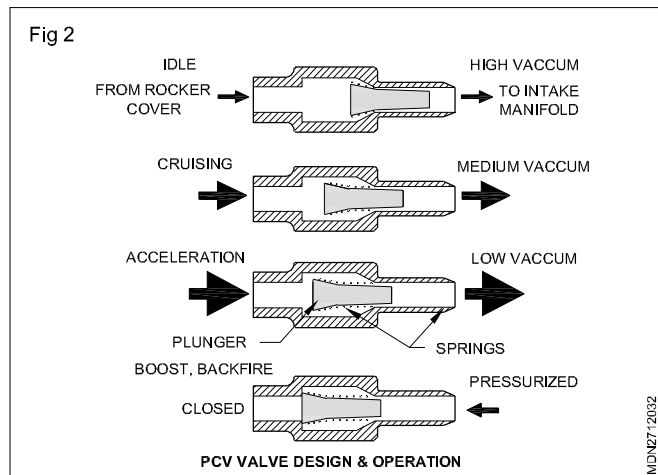 Fig 2
IDLE
HIGH VACCUM
FROM ROCKER
COVER
TO INTAKE
MANIFOLD
CRUISING
MEDIUM VACCUM
ACCELERATION
LOW VACCUM
PLUNGER
SPRINGS
BOOST, BACKFIRE
CLOSED
PRESSURIZED
PCV VALVE DESIGN & OPERATION
MDN2712032